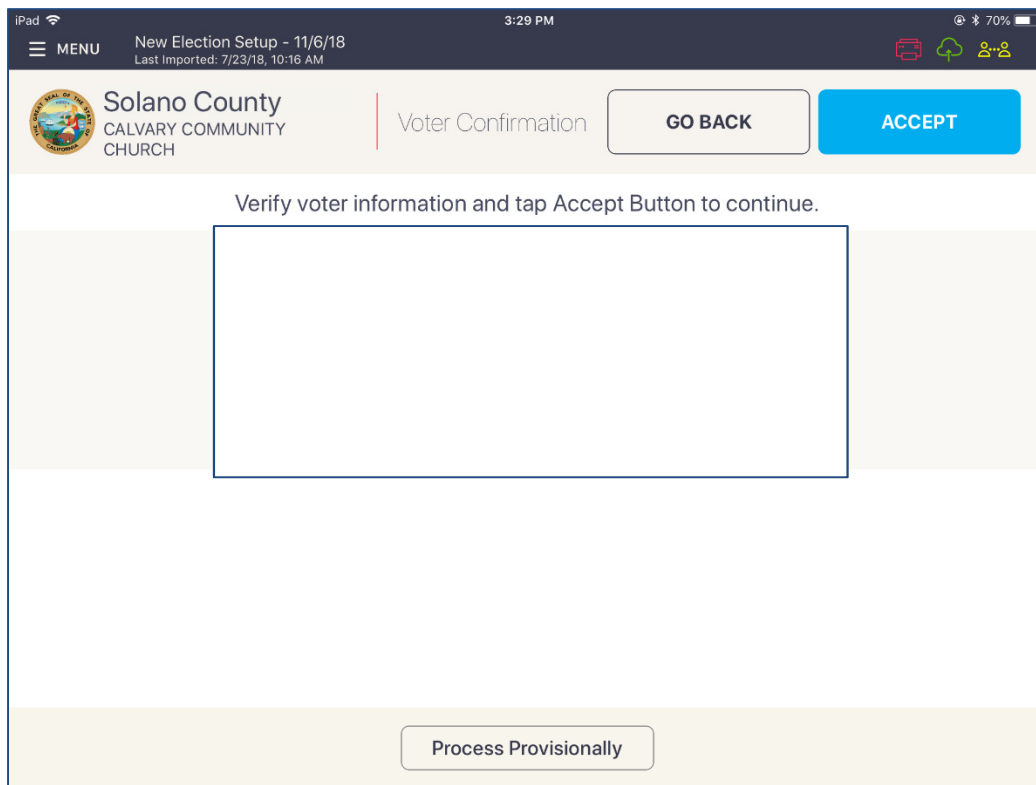 iPad 3:29 PM 70%
MENU
New Election Setup - 11/6/18
Last Imported: 7/23/18, 10:16 AM
Solano County
CALVARY COMMUNITY
CHURCH
Voter Confirmation
GO BACK
ACCEPT
Verify voter information and tap Accept Button to continue.
Process Provisionally